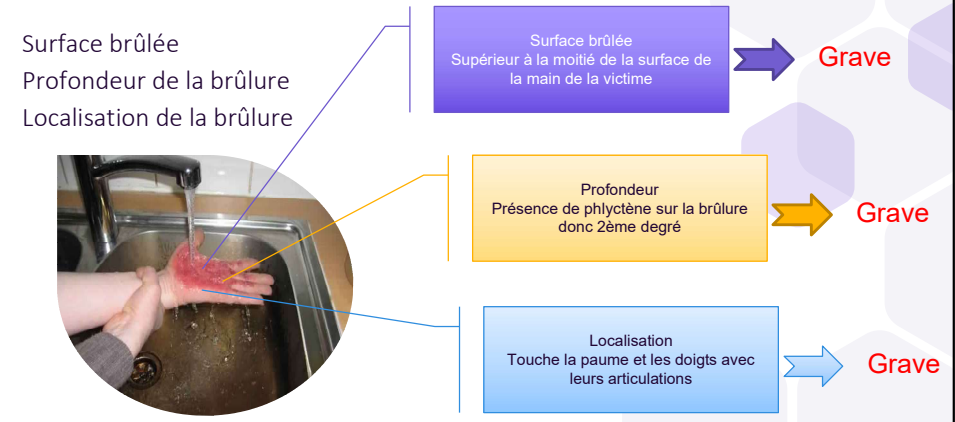 Surface brûlée
Profondeur de la brûlure
Localisation de la brûlure
Surface brûlée
Supérieur à la moitié de la surface de
la main de la victime
Grave
Profondeur
Présence de phlyctène sur la brûlure
donc 2ème degré
Grave
Localisation
Touche la paume et les doigts avec
leurs articulations
Grave